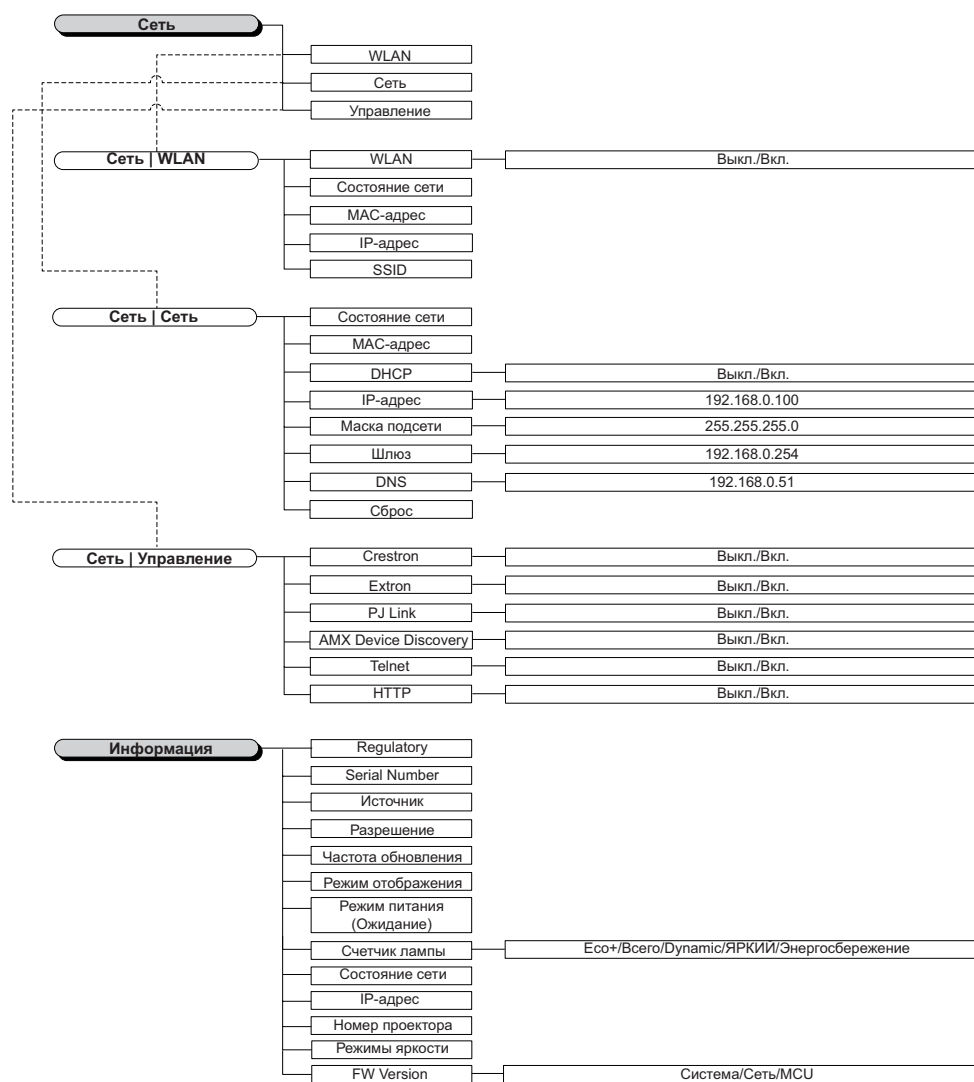 Сеть
WLAN
Сеть
Управление
Сеть | WLAN
WLAN
Выкл./Вкл.
Состояние сети
MAC-адрес
IP-адрес
SSID
Сеть | Сеть
Состояние сети
MAC-адрес
DHCP
Выкл./Вкл.
IP-адрес
192.168.0.100
Маска подсети
255.255.255.0
Шлюз
192.168.0.254
DNS
192.168.0.51
Сброс
Сеть | Управление
Crestron
Выкл./Вкл.
Extron
Выкл./Вкл.
PJ Link
Выкл./Вкл.
AMX Device Discovery
Выкл./Вкл.
Telnet
Выкл./Вкл.
HTTP
Выкл./Вкл.
Информация
Regulatory
Serial Number
Источник
Разрешение
Частота обновления
Режим отображения
Режим питания
(Ожидание)
Счетчик лампы
Eco+/Всего/Dynamic/ЯРКИЙ/Энергосбережение
Состояние сети
IP-адрес
Номер проектора
Режимы яркости
FW Version
Система/Сеть/MCU